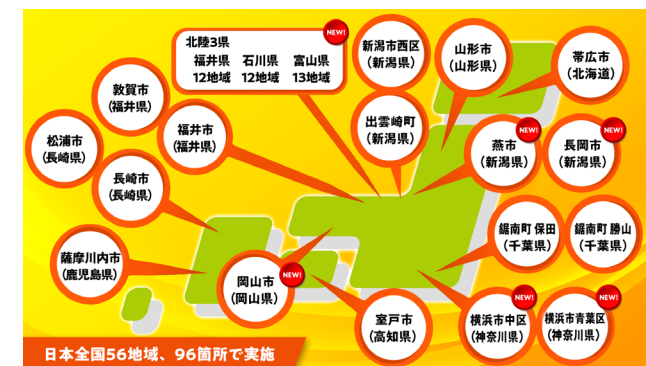 北陸3県
NEW!
福井県 石川県 富山県
12地域 12地域 13地域
新潟市西区
(新潟県)
山形市
(山形県)
帯広市
(北海道)
敦賀市
(福井県)
福井市
(福井県)
出雲崎町
(新潟県)
松浦市
(長崎県)
燕市
(新潟県)
NEW!
長岡市
(新潟県)
NEW!
長崎市
(長崎県)
鋸南町 保田
(千葉県)
鋸南町 勝山
(千葉県)
薩摩川内市
(鹿児島県)
岡山市
(岡山県)
NEW!
室戸市
(高知県)
横浜市中区
(神奈川県)
NEW!
横浜市青葉区
(神奈川県)
NEW!
日本全国56地域、96箇所で実施